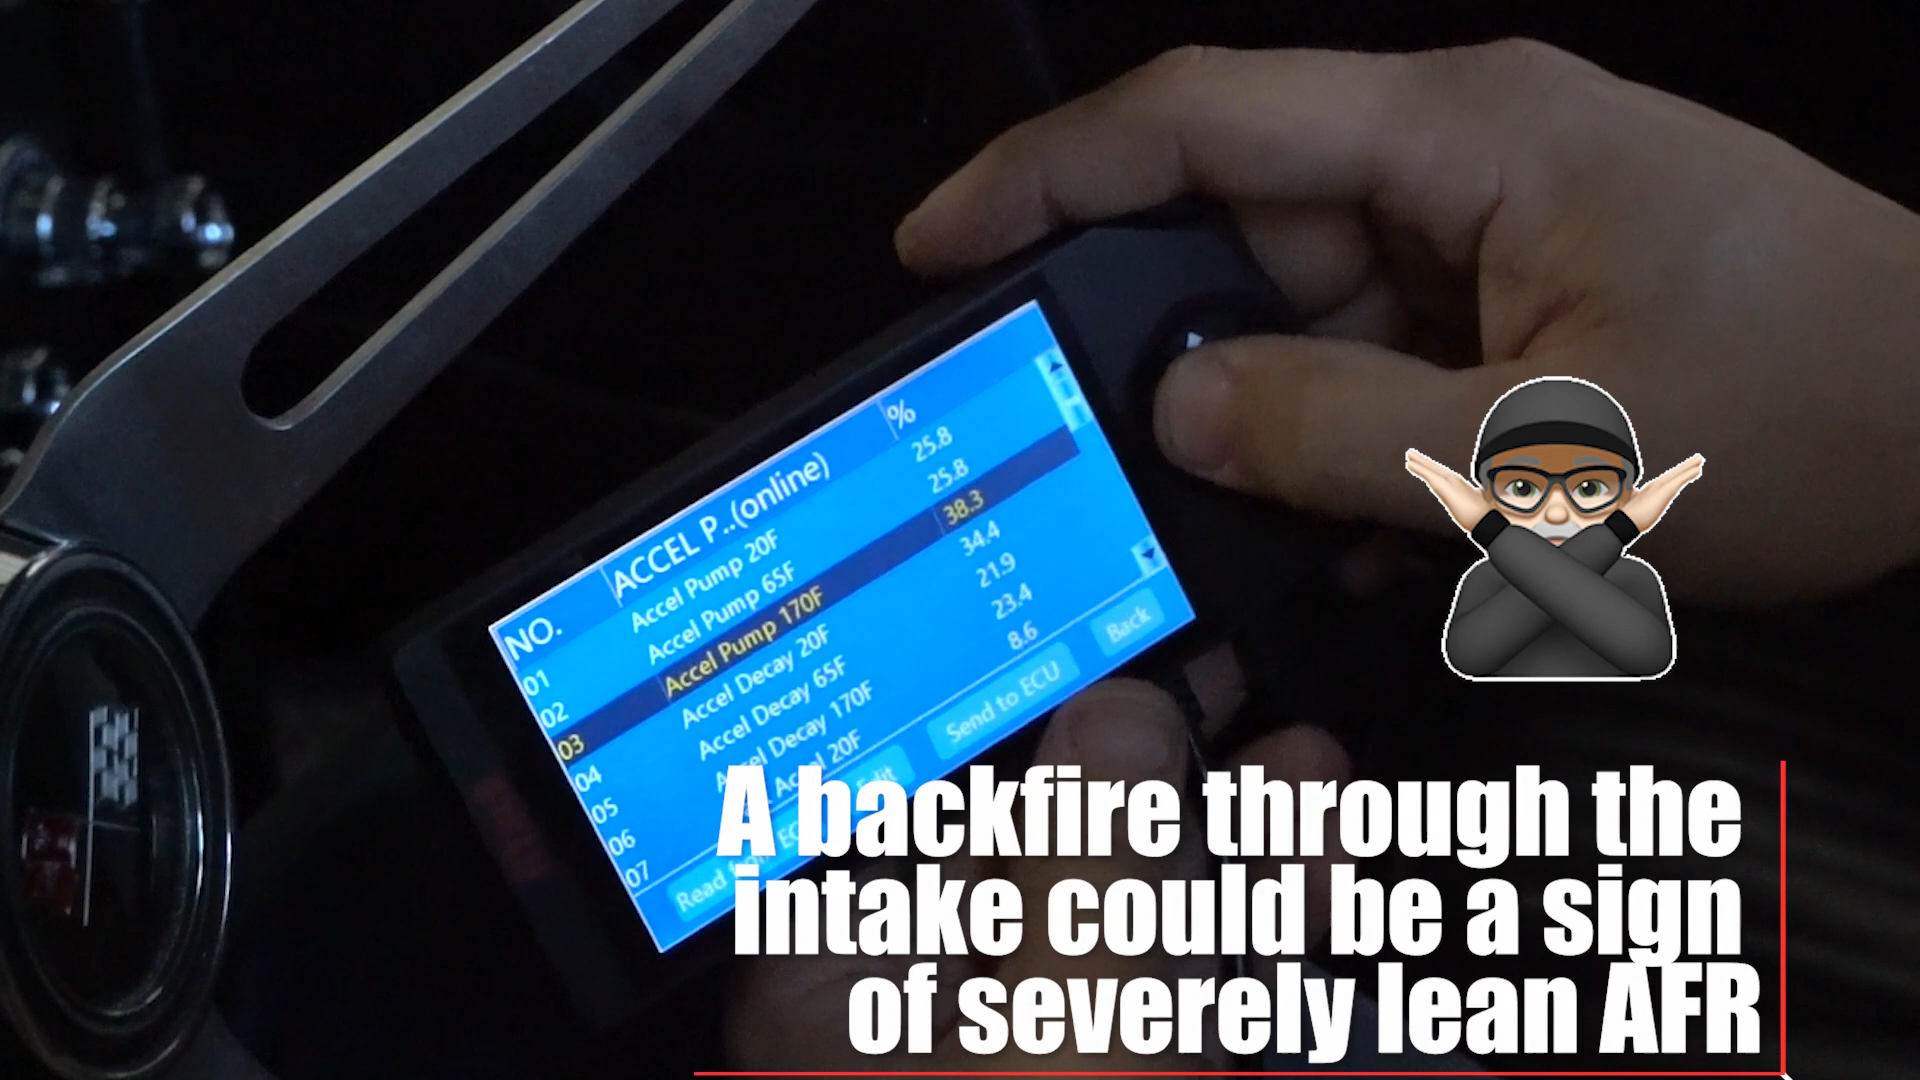 NO. ACCEL P..(online) %
01 Accel Pump 20F 25.8
02 Accel Pump 65F 25.8
03 Accel Pump 170F 38.3
04 Accel Decay 20F 34.4
05 Accel Decay 65F 21.9
06 Accel Decay 170F 23.4
07 Accel 20F 8.6
Read Edit Send to ECU Back
A backfire through the
intake could be a sign
of severely lean AFR